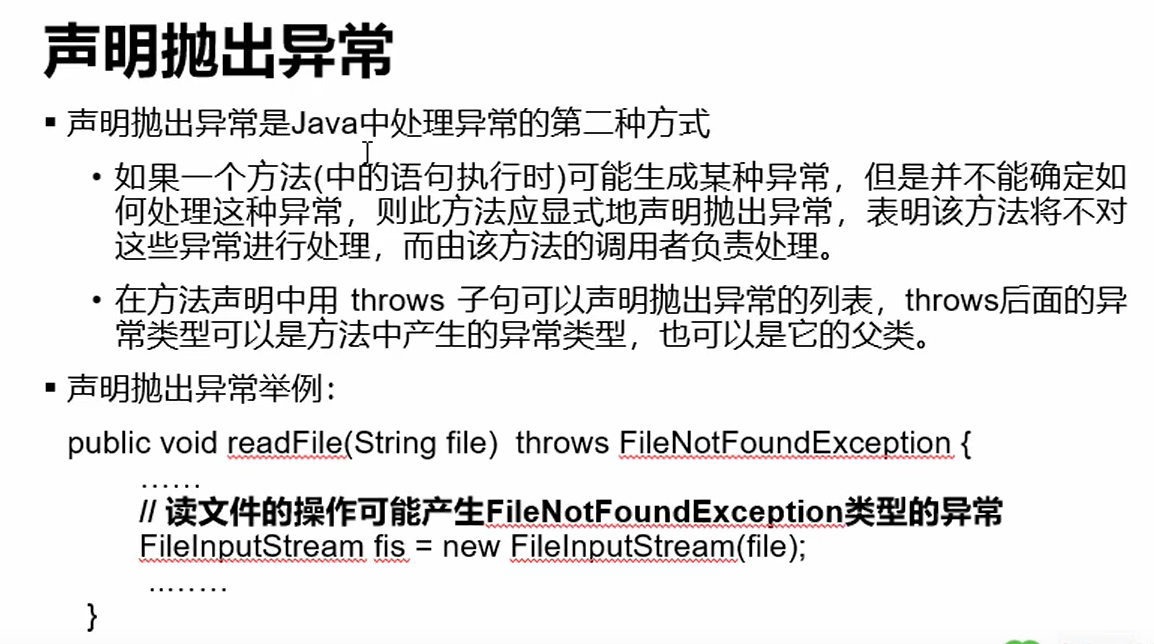 声明抛出异常
▪ 声明抛出异常是Java中处理异常的第二种方式
• 如果一个方法(中的语句执行时)可能生成某种异常，但是并不能确定如
何处理这种异常，则此方法应显式地声明抛出异常，表明该方法将不对
这些异常进行处理，而由该方法的调用者负责处理。
• 在方法声明中用 throws 子句可以声明抛出异常的列表，throws后面的异
常类型可以是方法中产生的异常类型，也可以是它的父类。
▪ 声明抛出异常举例：
public void readFile(String file)  throws FileNotFoundException {
……
// 读文件的操作可能产生FileNotFoundException类型的异常
FileInputStream fis = new FileInputStream(file);
………
}